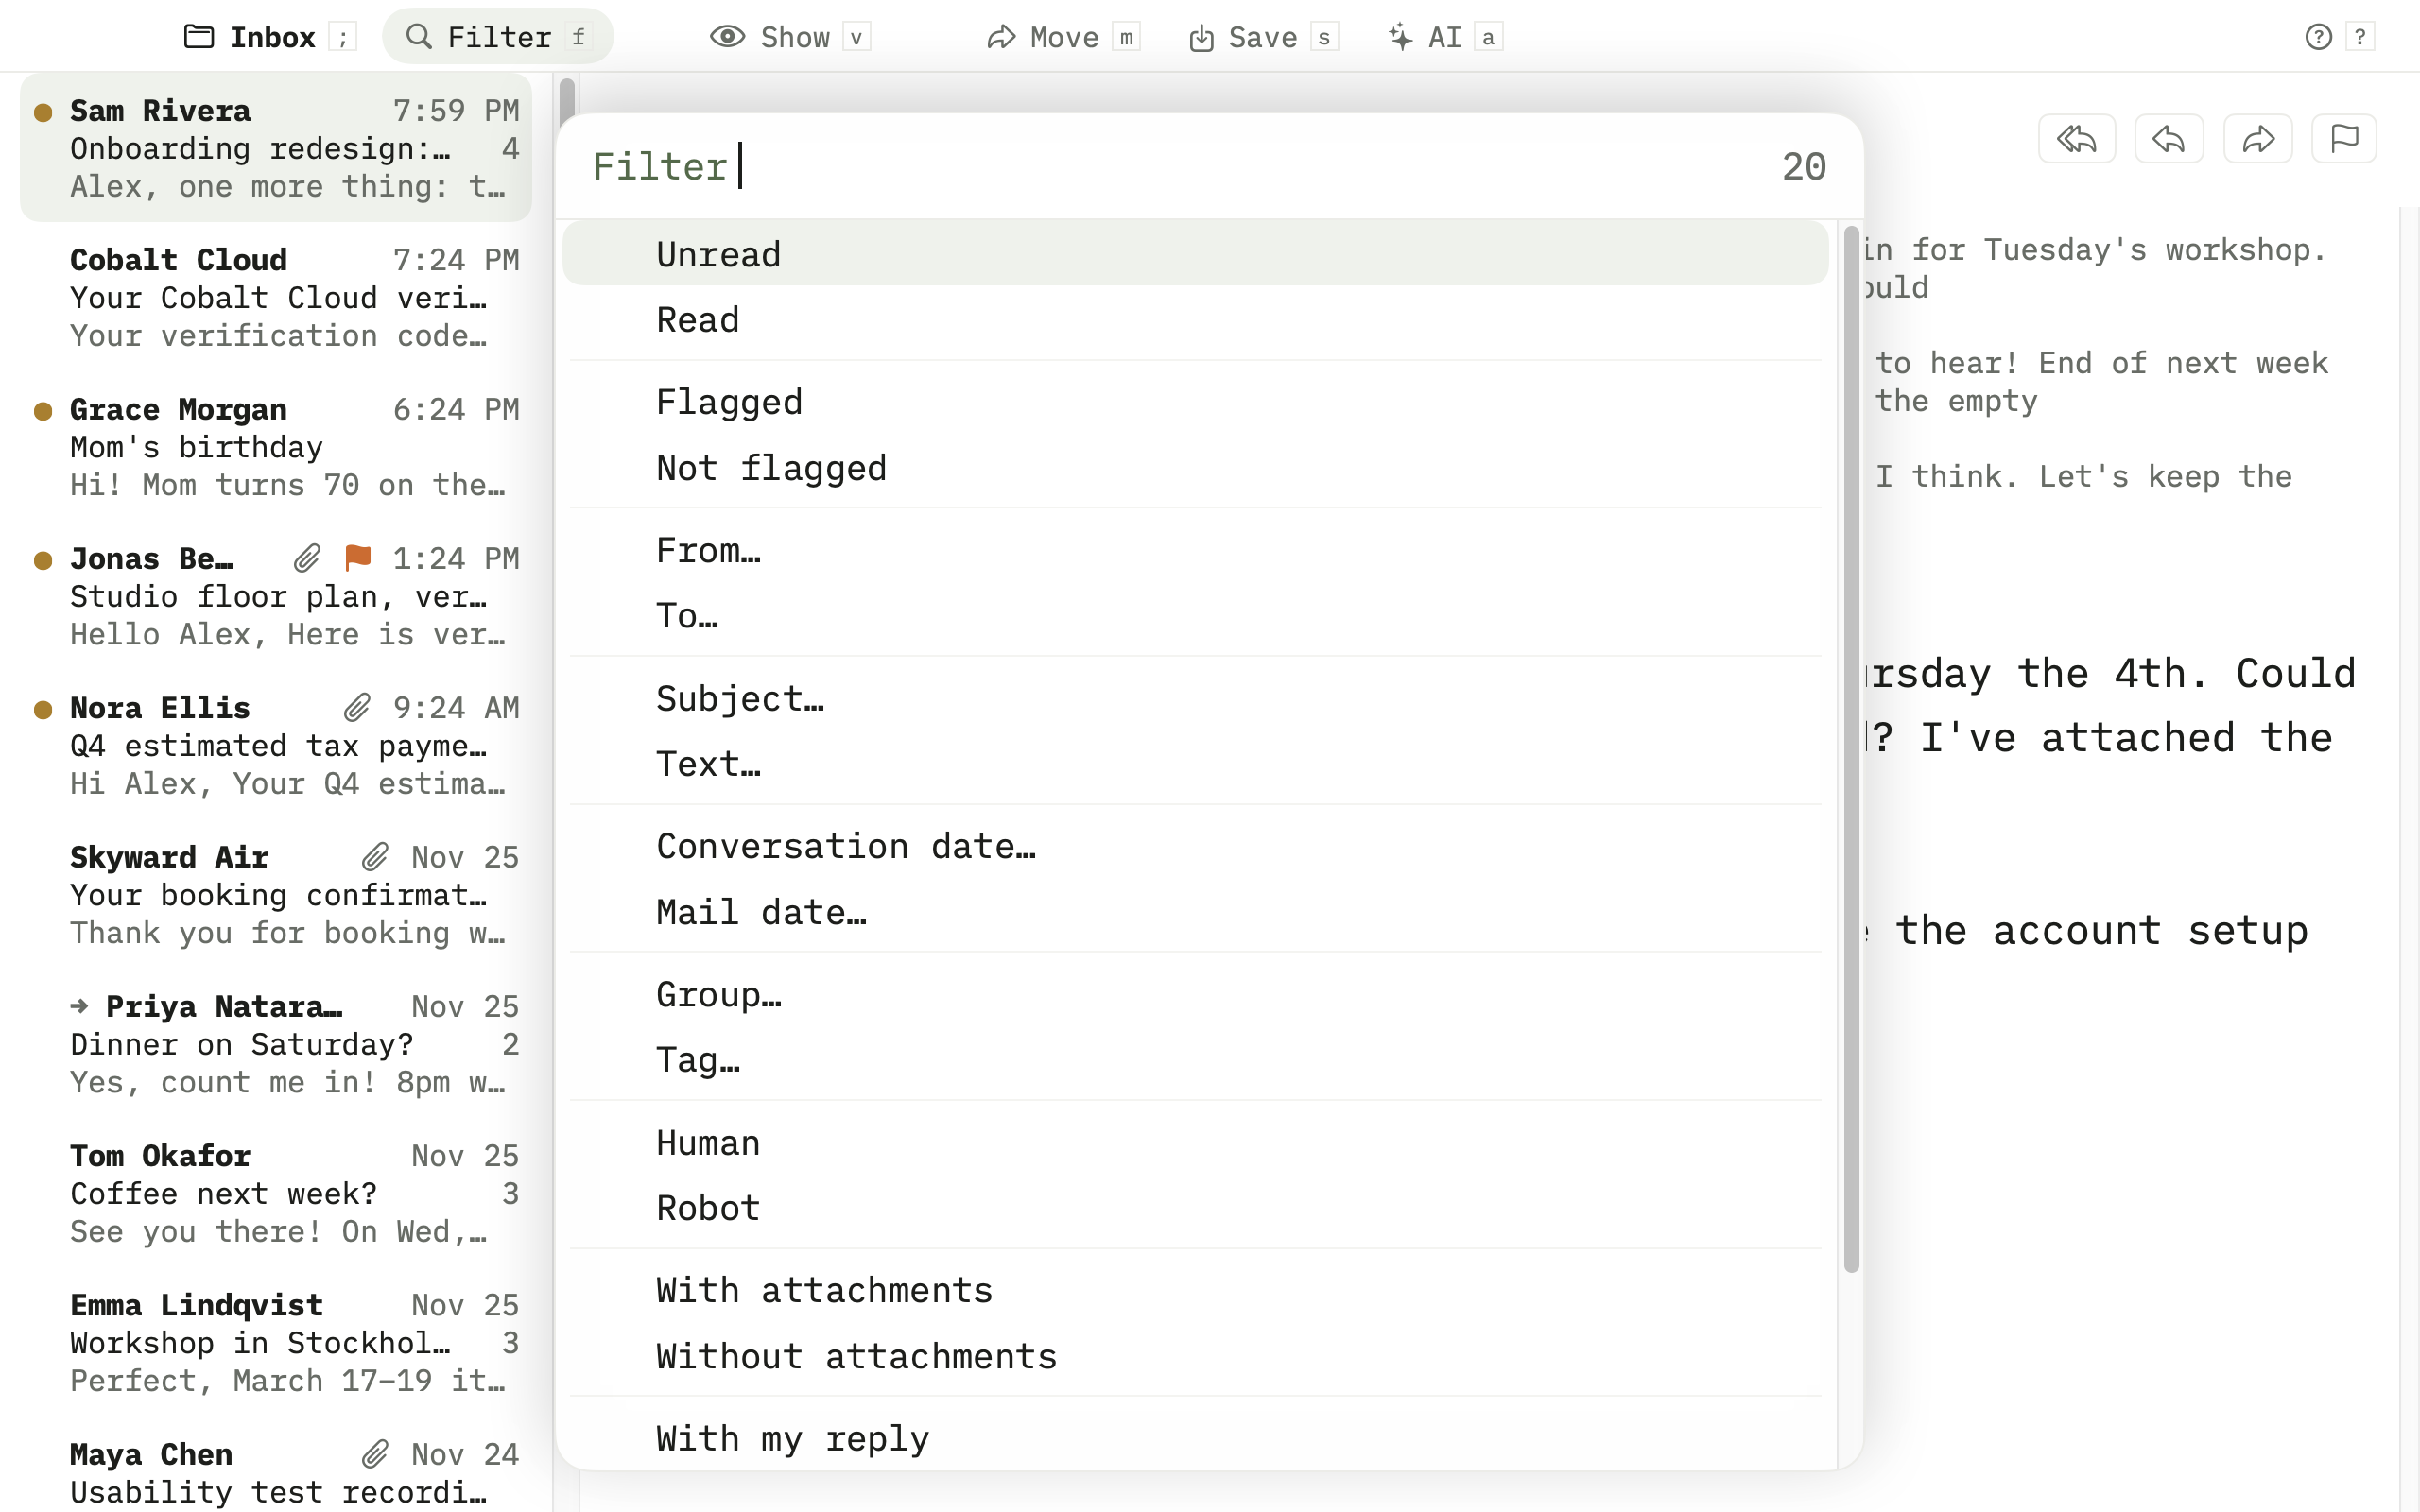 Inbox ; Filter f Show v Move m Save s AI a ?
Sam Rivera 7:59 PM
Onboarding redesign:… 4
Alex, one more thing: t…
Cobalt Cloud 7:24 PM
Your Cobalt Cloud veri…
Your verification code…
Grace Morgan 6:24 PM
Mom's birthday
Hi! Mom turns 70 on the…
Jonas Be… 1:24 PM
Studio floor plan, ver…
Hello Alex, Here is ver…
Nora Ellis 9:24 AM
Q4 estimated tax payme…
Hi Alex, Your Q4 estima…
Skyward Air Nov 25
Your booking confirmat…
Thank you for booking w…
→ Priya Natara… Nov 25
Dinner on Saturday? 2
Yes, count me in! 8pm w…
Tom Okafor Nov 25
Coffee next week? 3
See you there! On Wed,…
Emma Lindqvist Nov 25
Workshop in Stockhol… 3
Perfect, March 17–19 it…
Maya Chen Nov 24
Usability test recordi…
Filter 20
Unread
Read
Flagged
Not flagged
From…
To…
Subject…
Text…
Conversation date…
Mail date…
Group…
Tag…
Human
Robot
With attachments
Without attachments
With my reply
in for Tuesday's workshop.
to hear! End of next week
the empty
I think. Let's keep the
the 4th. Could
? I've attached the
the account setup